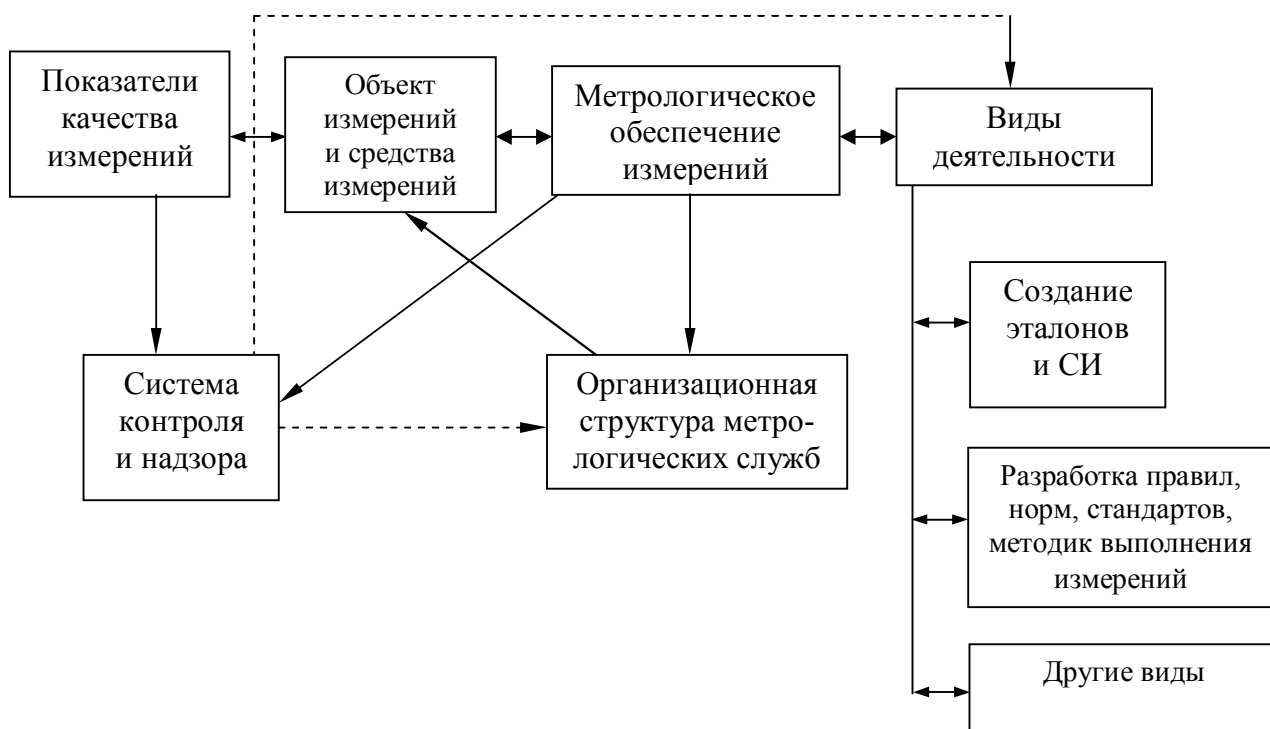 Показатели
качества
измерений
Объект
измерений
и средства
измерений
Метрологическое
обеспечение
измерений
Виды
деятельности
Создание
эталонов
и СИ
Система
контроля
и надзора
Организационная
структура метро-
логических служб
Разработка правил,
норм, стандартов,
методик выполнения
измерений
Другие виды